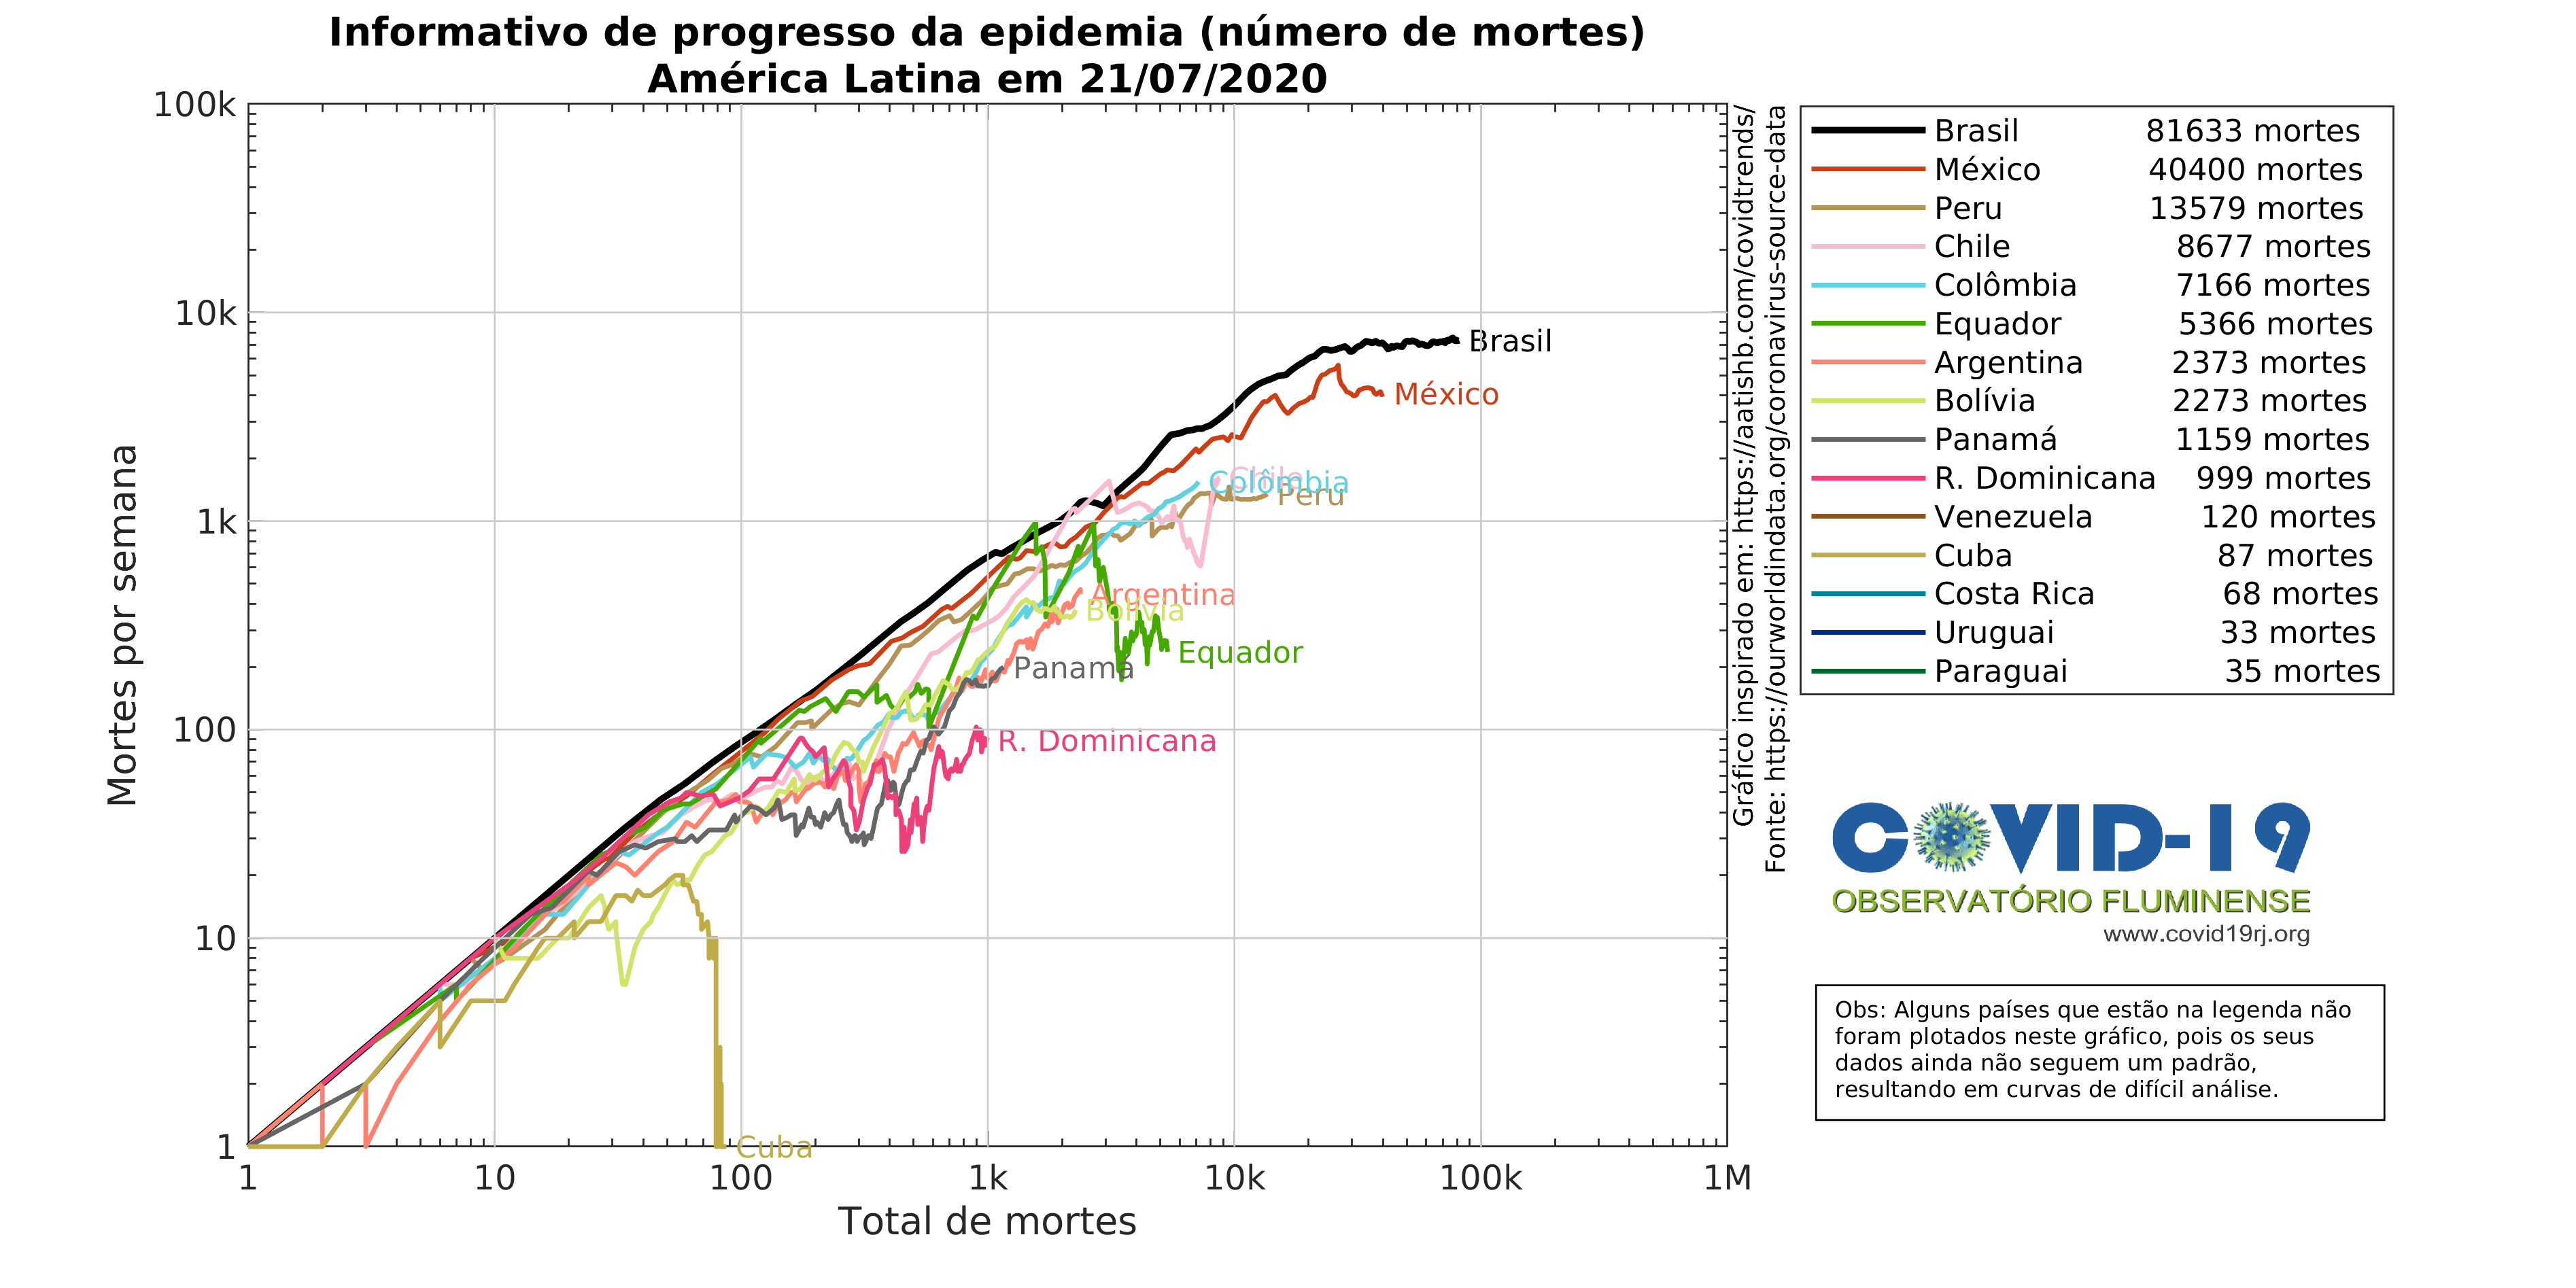 Informativo de progresso da epidemia (número de mortes)
América Latina em 21/07/2020
100k
10k
1k
100
10
1
Mortes por semana
1
10
100
1k
10k
100k
1M
Total de mortes
Brasil
México
Chile
Colômbia
Peru
Argentina
Bolívia
Equador
Panamá
R. Dominicana
Cuba
Gráfico inspirado em: https://aatishb.com/covidtrends/
Fonte: https://ourworldindata.org/coronavirus-source-data
Brasil 81633 mortes
México 40400 mortes
Peru 13579 mortes
Chile 8677 mortes
Colômbia 7166 mortes
Equador 5366 mortes
Argentina 2373 mortes
Bolívia 2273 mortes
Panamá 1159 mortes
R. Dominicana 999 mortes
Venezuela 120 mortes
Cuba 87 mortes
Costa Rica 68 mortes
Uruguai 33 mortes
Paraguai 35 mortes
COVID-19
OBSERVATÓRIO FLUMINENSE
www.covid19rj.org
Obs: Alguns países que estão na legenda não
foram plotados neste gráfico, pois os seus
dados ainda não seguem um padrão,
resultando em curvas de difícil análise.